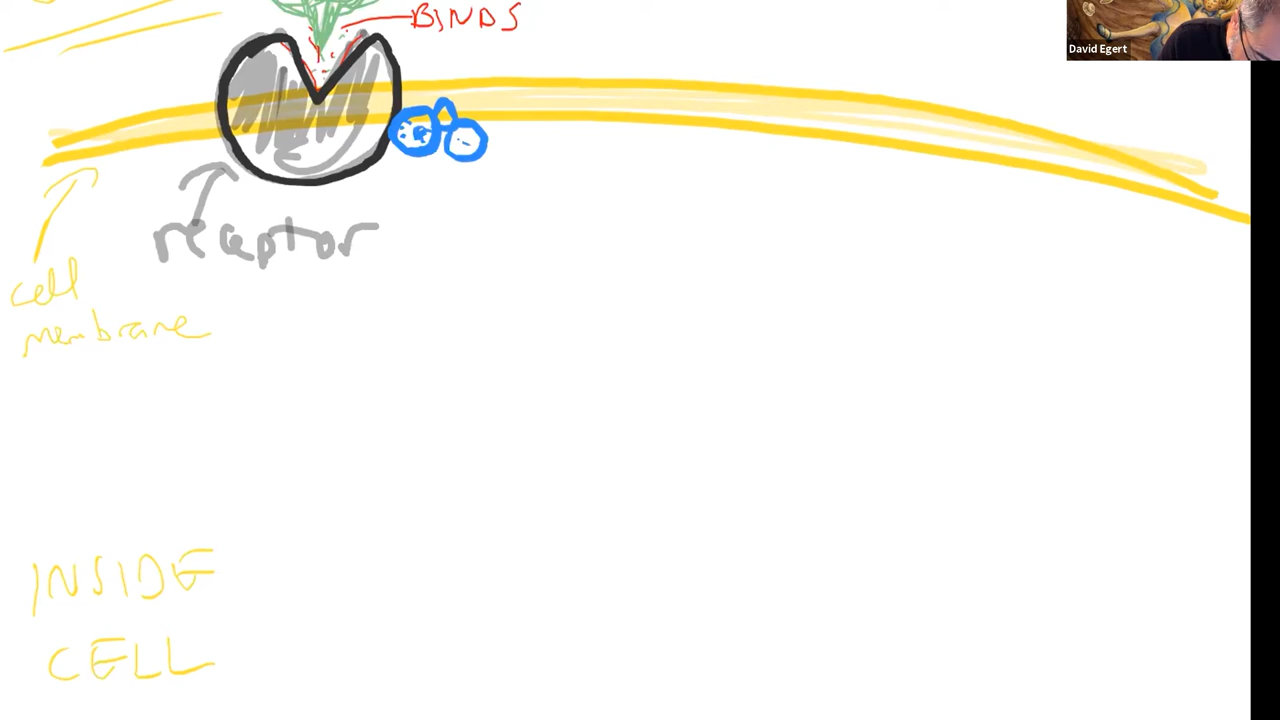 BINDS
David Egert
receptor
cell
membrane
INSIDE
CELL